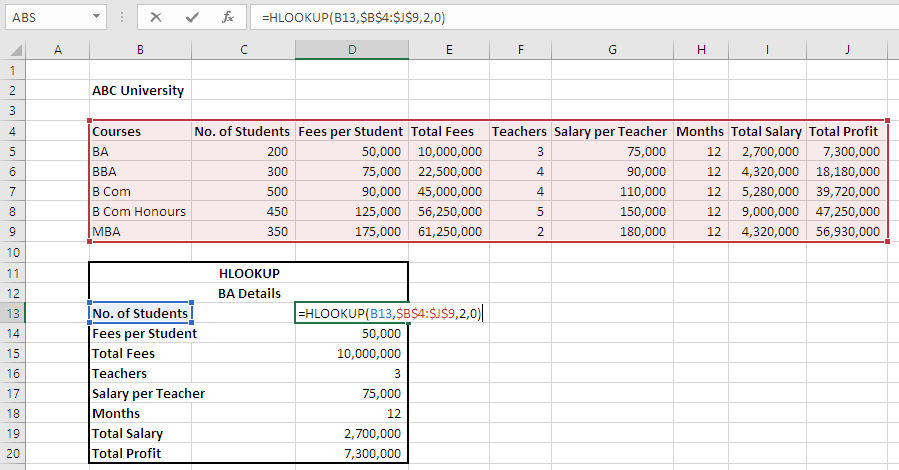 ABS fx =HLOOKUP(B13,$B$4:$J$9,2,0)
A B C D E F G H I J
1
2 ABC University
3
4 Courses No. of Students Fees per Student Total Fees Teachers Salary per Teacher Months Total Salary Total Profit
5 BA 200 50,000 10,000,000 3 75,000 12 2,700,000 7,300,000
6 BBA 300 75,000 22,500,000 4 90,000 12 4,320,000 18,180,000
7 B Com 500 90,000 45,000,000 4 110,000 12 5,280,000 39,720,000
8 B Com Honours 450 125,000 56,250,000 5 150,000 12 9,000,000 47,250,000
9 MBA 350 175,000 61,250,000 2 180,000 12 4,320,000 56,930,000
10
11 HLOOKUP
12 BA Details
13 No. of Students =HLOOKUP(B13,$B$4:$J$9,2,0)
14 Fees per Student 50,000
15 Total Fees 10,000,000
16 Teachers 3
17 Salary per Teacher 75,000
18 Months 12
19 Total Salary 2,700,000
20 Total Profit 7,300,000